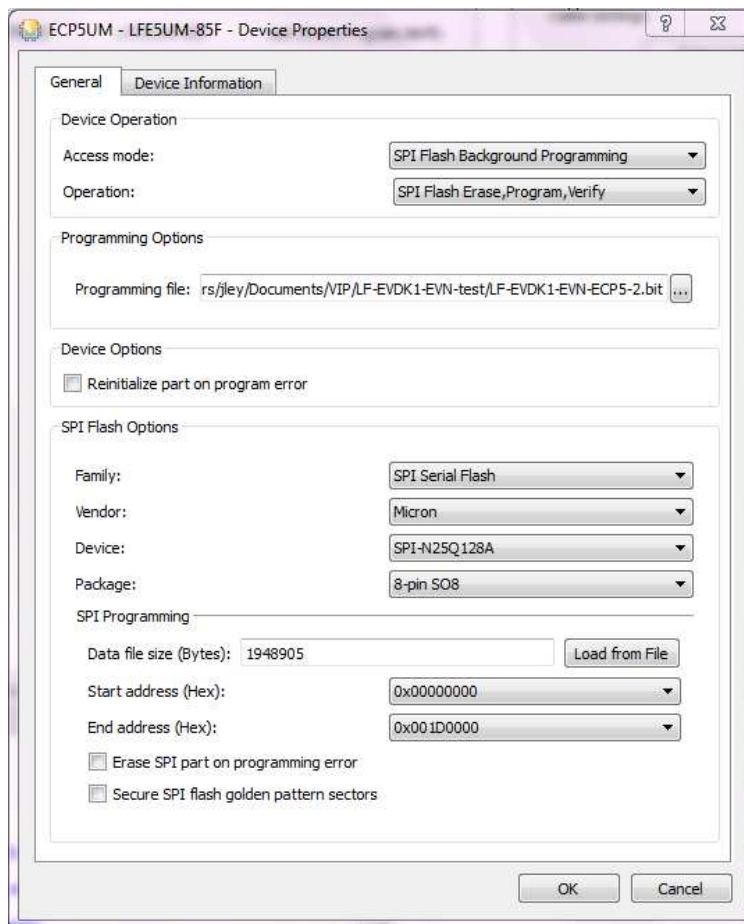 ECP5UM - LFE5UM-85F - Device Properties
General Device Information
Device Operation
Access mode: SPI Flash Background Programming
Operation: SPI Flash Erase,Program,Verify
Programming Options
Programming file: rs/jley/Documents/VIP/LF-EVDK1-EVN-test/LF-EVDK1-EVN-ECP5-2.bit ...
Device Options
Reinitialize part on program error
SPI Flash Options
Family: SPI Serial Flash
Vendor: Micron
Device: SPI-N25Q128A
Package: 8-pin SO8
SPI Programming
Data file size (Bytes): 1948905 Load from File
Start address (Hex): 0x00000000
End address (Hex): 0x001D0000
Erase SPI part on programming error
Secure SPI flash golden pattern sectors
OK Cancel